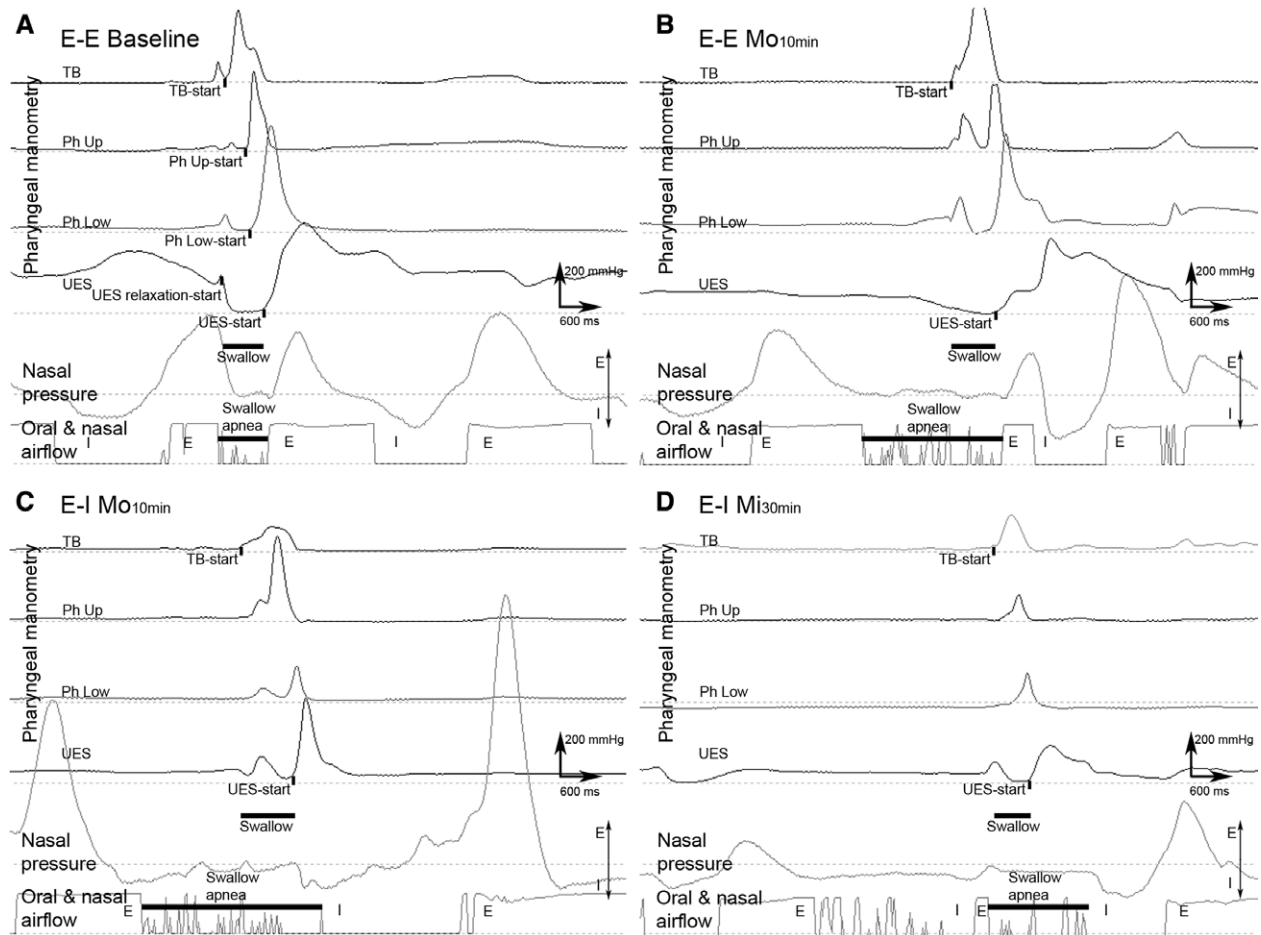 A
E-E Baseline
TB
TB-start
Ph Up
Ph Up-start
Ph Low
Ph Low-start
UES
UES relaxation-start
UES-start
Pharyngeal manometry
200 mmHg
600 ms
Swallow
Nasal
pressure
E
I
Swallow
apnea
Oral & nasal
airflow
I
E
E
I
E
B
E-E Mo10min
TB
TB-start
Ph Up
Ph Low
UES
UES-start
Pharyngeal manometry
200 mmHg
600 ms
Swallow
Nasal
pressure
E
I
Swallow
apnea
Oral & nasal
airflow
I
E
E
I
E
C
E-I Mo10min
TB
TB-start
Ph Up
Ph Low
UES
UES-start
Pharyngeal manometry
200 mmHg
600 ms
Swallow
Nasal
pressure
E
I
Swallow
apnea
Oral & nasal
airflow
E
I
E
D
E-I Mi30min
TB
TB-start
Ph Up
Ph Low
UES
UES-start
Pharyngeal manometry
200 mmHg
600 ms
Swallow
Nasal
pressure
E
I
Swallow
apnea
Oral & nasal
airflow
E
I
E
I
E